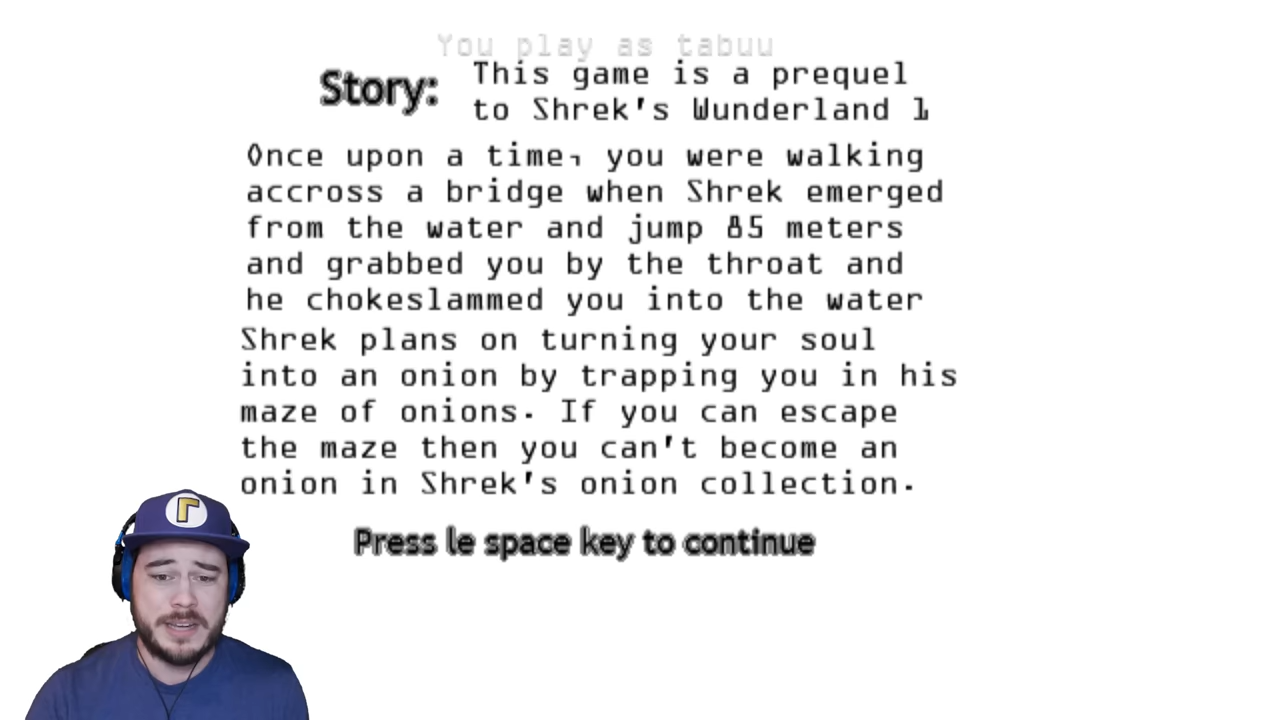 You play as tabuu
Story:
This game is a prequel
to Shrek's Wunderland 1
Once upon a time, you were walking
accross a bridge when Shrek emerged
from the water and jump 85 meters
and grabbed you by the throat and
he chokeslammed you into the water
Shrek plans on turning your soul
into an onion by trapping you in his
maze of onions. If you can escape
the maze then you can't become an
onion in Shrek's onion collection.
Press le space key to continue